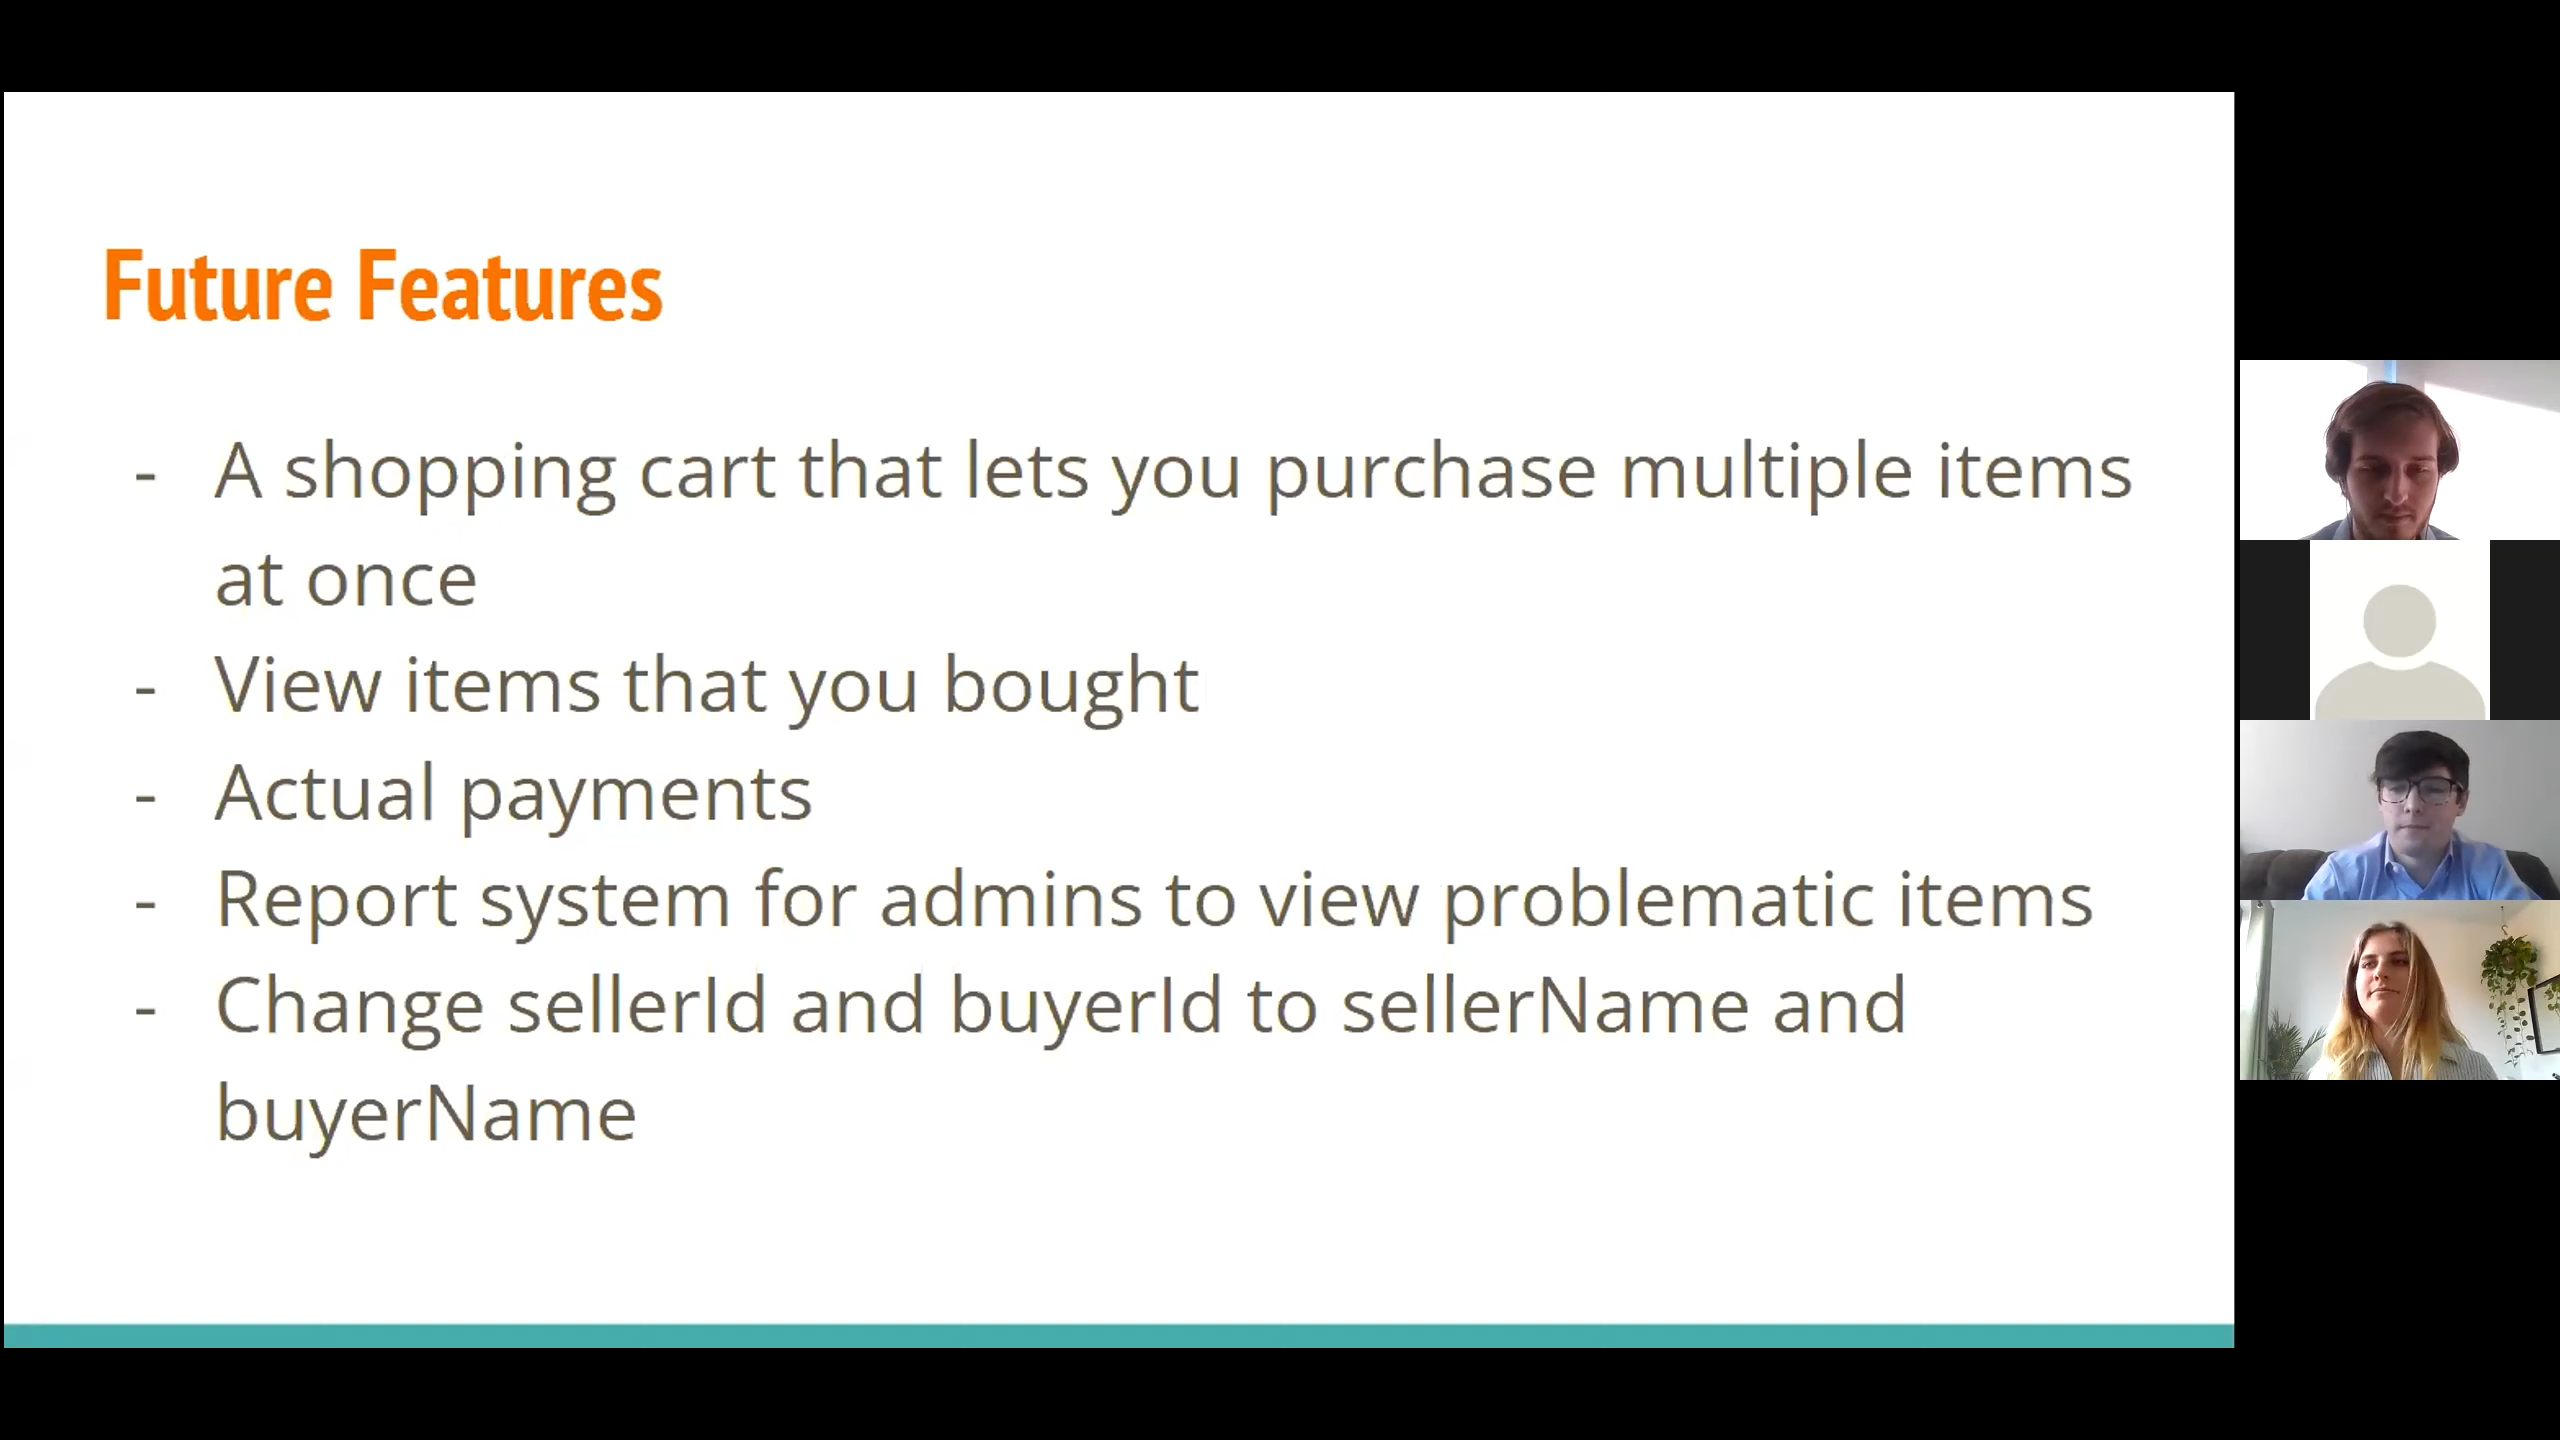 Future Features
- A shopping cart that lets you purchase multiple items
at once
- View items that you bought
- Actual payments
- Report system for admins to view problematic items
- Change sellerId and buyerId to sellerName and
buyerName